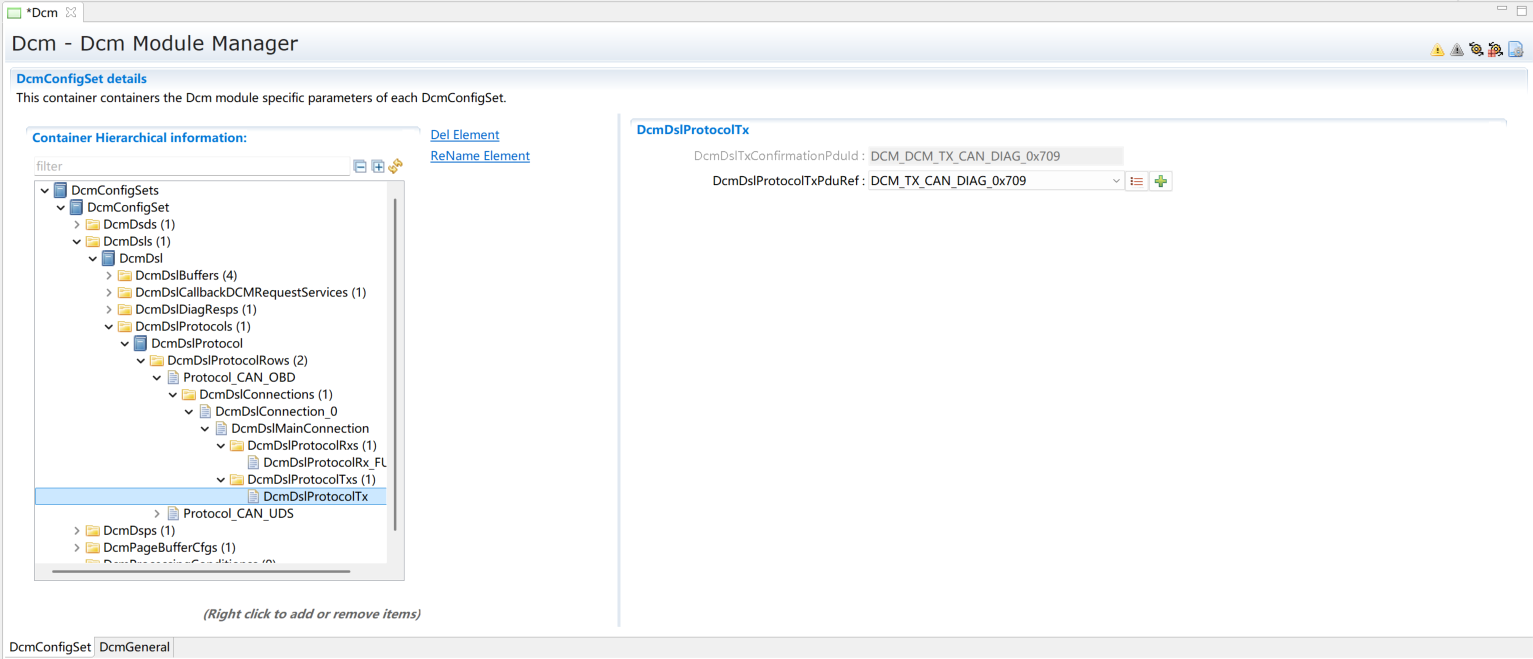 *Dcm
Dcm - Dcm Module Manager
DcmConfigSet details
This container containers the Dcm module specific parameters of each DcmConfigSet.
Container Hierarchical information:
filter
Del Element
ReName Element
DcmConfigSets
DcmConfigSet
DcmDsds (1)
DcmDsls (1)
DcmDsl
DcmDslBuffers (4)
DcmDslCallbackDCMRequestServices (1)
DcmDslDiagResps (1)
DcmDslProtocols (1)
DcmDslProtocol
DcmDslProtocolRows (2)
Protocol_CAN_OBD
DcmDslConnections (1)
DcmDslConnection_0
DcmDslMainConnection
DcmDslProtocolRxs (1)
DcmDslProtocolRx_FU
DcmDslProtocolTxs (1)
DcmDslProtocolTx
Protocol_CAN_UDS
DcmDsps (1)
DcmPageBufferCfgs (1)
(Right click to add or remove items)
DcmDslProtocolTx
DcmDslTxConfirmationPduId : DCM_DCM_TX_CAN_DIAG_0x709
DcmDslProtocolTxPduRef : DCM_TX_CAN_DIAG_0x709
DcmConfigSet DcmGeneral